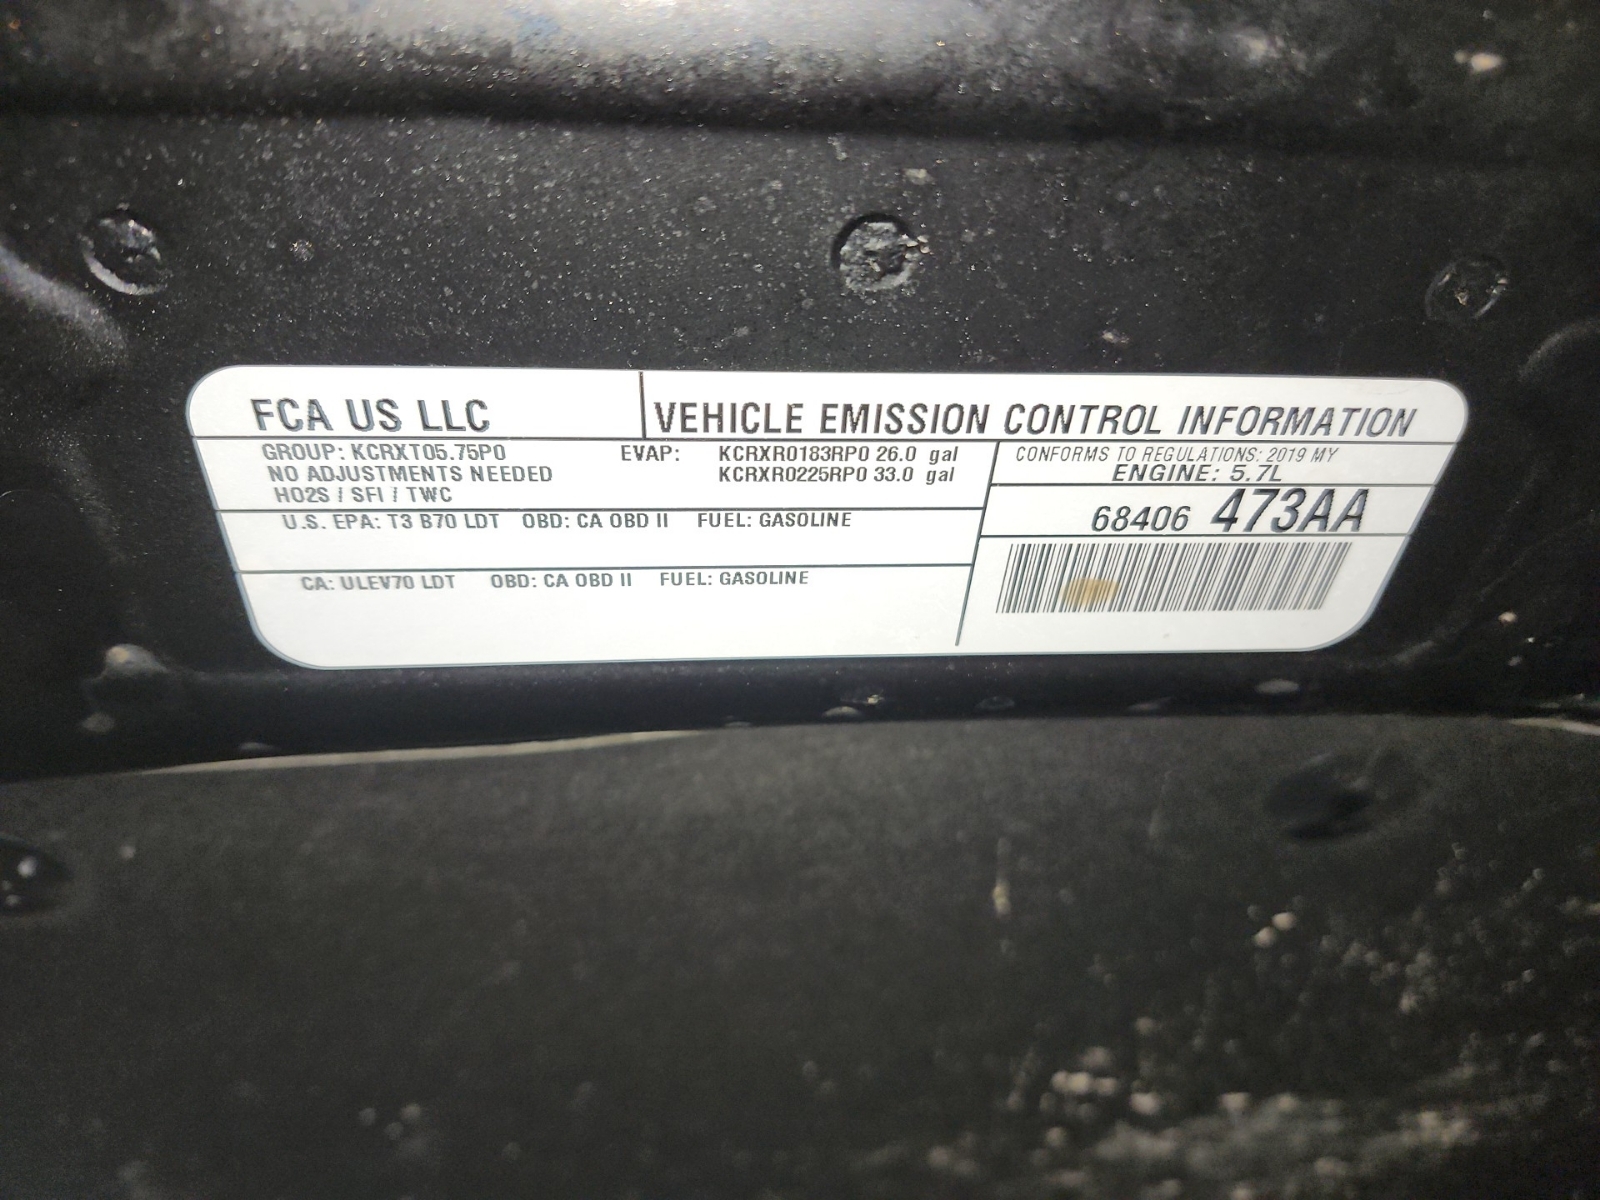 FCA US LLC
VEHICLE EMISSION CONTROL INFORMATION
GROUP: KCRXT05.75P0
NO ADJUSTMENTS NEEDED
HO2S / SFI / TWC
EVAP: KCRXR0183RP0 26.0 gal
KCRXR0225RP0 33.0 gal
CONFORMS TO REGULATIONS: 2019 MY
ENGINE: 5.7L
68406 473AA
U.S. EPA: T3 B70 LDT OBD: CA OBD II FUEL: GASOLINE
CA: ULEV70 LDT OBD: CA OBD II FUEL: GASOLINE